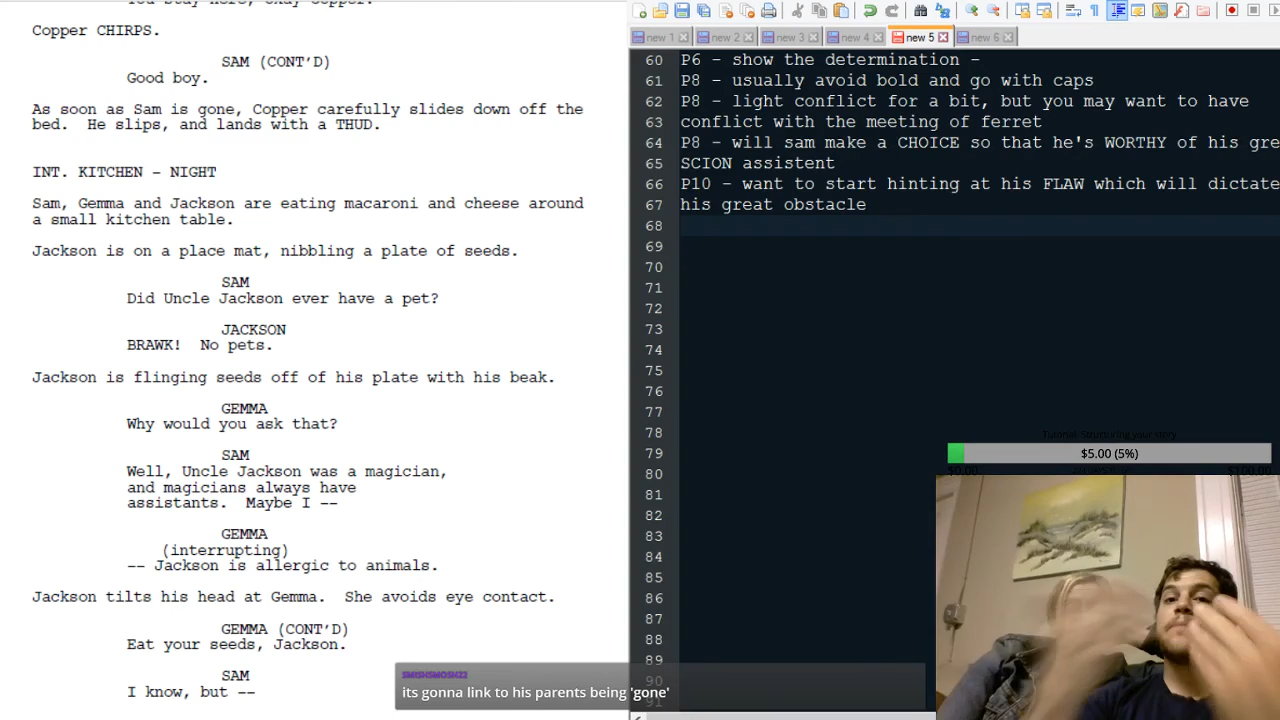 Copper CHIRPS.
SAM (CONT'D)
Good boy.
As soon as Sam is gone, Copper carefully slides down off the
bed.  He slips, and lands with a THUD.
INT. KITCHEN - NIGHT
Sam, Gemma and Jackson are eating macaroni and cheese around
a small kitchen table.
Jackson is on a place mat, nibbling a plate of seeds.
SAM
Did Uncle Jackson ever have a pet?
JACKSON
BRAWK!  No pets.
Jackson is flinging seeds off of his plate with his beak.
GEMMA
Why would you ask that?
SAM
Well, Uncle Jackson was a magician,
and magicians always have
assistants.  Maybe I --
GEMMA
(interrupting)
-- Jackson is allergic to animals.
Jackson tilts his head at Gemma.  She avoids eye contact.
GEMMA (CONT'D)
Eat your seeds, Jackson.
SAM
I know, but --
new 1 new 2 new 3 new 4 new 5 new 6
60 P6 - show the determination -
61 P8 - usually avoid bold and go with caps
62 P8 - light conflict for a bit, but you may want to have
63 conflict with the meeting of ferret
64 P8 - will sam make a CHOICE so that he's WORTHY of his gre
65 SCION assistent
66 P10 - want to start hinting at his FLAW which will dictate
67 his great obstacle
68
69
70
71
72
73
74
75
76
77
78
79
80
81
82
83
84
85
86
87
88
89
90
91
Tutorial: Structuring your story
$5.00 (5%)
$0.00
$100.00
SMISHSMOSH22
its gonna link to his parents being 'gone'